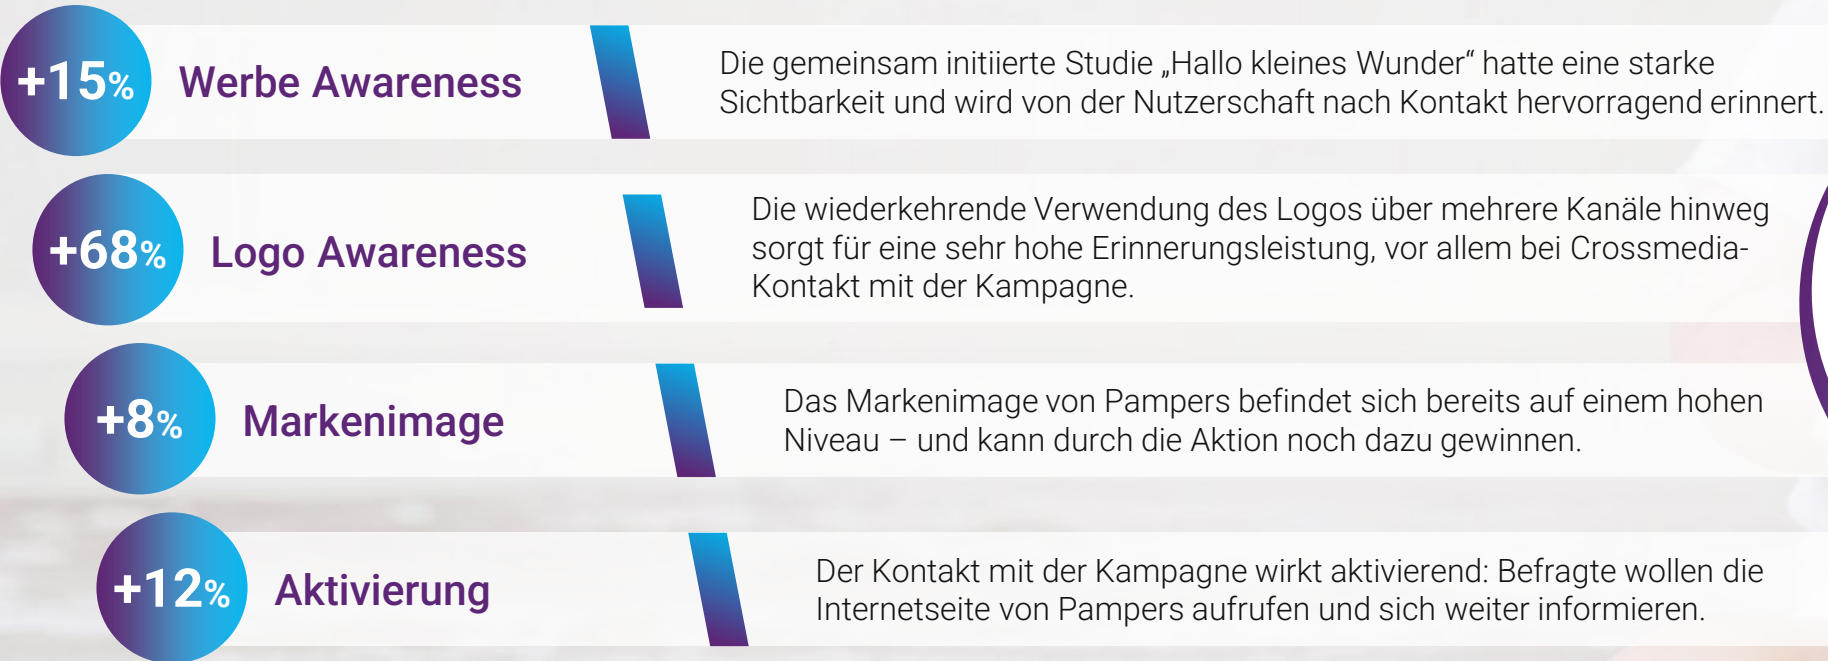 +15%
Werbe Awareness
Die gemeinsam initiierte Studie „Hallo kleines Wunder“ hatte eine starke
Sichtbarkeit und wird von der Nutzerschaft nach Kontakt hervorragend erinnert.
+68%
Logo Awareness
Die wiederkehrende Verwendung des Logos über mehrere Kanäle hinweg
sorgt für eine sehr hohe Erinnerungsleistung, vor allem bei Crossmedia-
Kontakt mit der Kampagne.
+8%
Markenimage
Das Markenimage von Pampers befindet sich bereits auf einem hohen
Niveau – und kann durch die Aktion noch dazu gewinnen.
+12%
Aktivierung
Der Kontakt mit der Kampagne wirkt aktivierend: Befragte wollen die
Internetseite von Pampers aufrufen und sich weiter informieren.